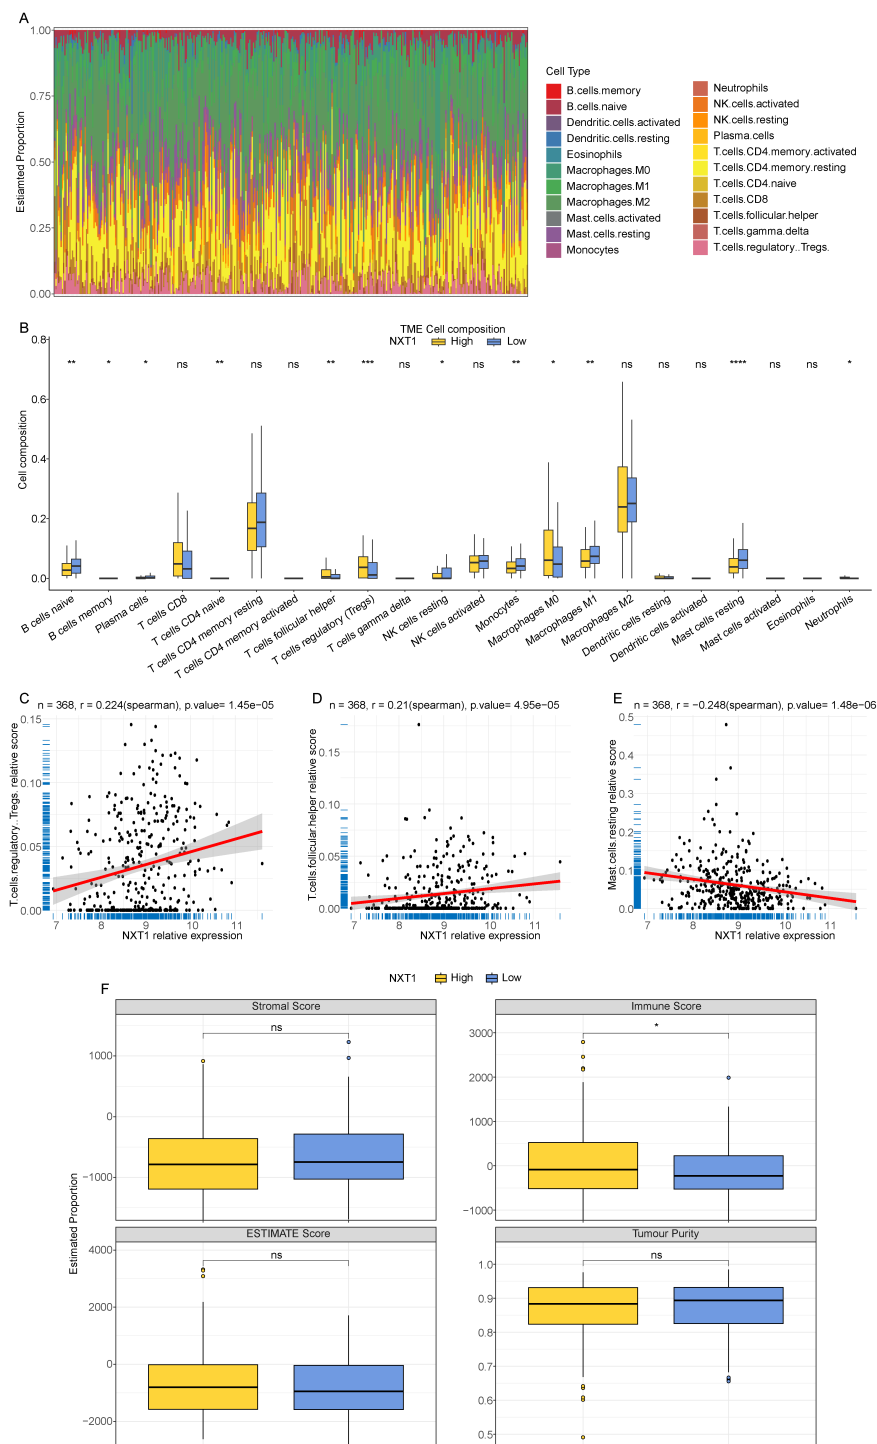 A
1.00
0.75
0.50
0.25
0.00
Estiamted Proportion
Cell Type
B.cells.memory
B.cells.naive
Dendritic.cells.activated
Dendritic.cells.resting
Eosinophils
Macrophages.M0
Macrophages.M1
Macrophages.M2
Mast.cells.activated
Mast.cells.resting
Monocytes
Neutrophils
NK.cells.activated
NK.cells.resting
Plasma.cells
T.cells.CD4.memory.activated
T.cells.CD4.memory.resting
T.cells.CD4.naive
T.cells.CD8
T.cells.follicular.helper
T.cells.gamma.delta
T.cells.regulatory..Tregs.
B
TME Cell composition
NXT1 High Low
0.8
0.6
0.4
0.2
0.0
Cell composition
** * * ns ** ns ns ** *** ns * ns ** * ** ns ns ns **** ns ns *
B cells naive
B cells memory
Plasma cells
T cells CD8
T cells CD4 naive
T cells CD4 memory resting
T cells CD4 memory activated
T cells follicular helper
T cells regulatory (Tregs)
T cells gamma delta
NK cells resting
NK cells activated
Monocytes
Macrophages M0
Macrophages M1
Macrophages M2
Dendritic cells resting
Dendritic cells activated
Mast cells resting
Mast cells activated
Eosinophils
Neutrophils
C
n = 368, r = 0.224(spearman), p.value= 1.45e−05
0.15
0.10
0.05
0.00
T.cells.regulatory..Tregs. relative score
7 8 9 10 11
NXT1 relative expression
D
n = 368, r = 0.21(spearman), p.value= 4.95e−05
0.15
0.10
0.05
0.00
T.cells.follicular.helper relative score
7 8 9 10 11
NXT1 relative expression
E
n = 368, r = −0.248(spearman), p.value= 1.48e−06
0.5
0.4
0.3
0.2
0.1
0.0
Mast.cells.resting relative score
7 8 9 10 11
NXT1 relative expression
F
NXT1 High Low
Estimated Proportion
Stromal Score
ns
1000
0
−1000
Immune Score
*
3000
2000
1000
0
−1000
ESTIMATE Score
ns
4000
2000
0
−2000
Tumour Purity
ns
1.0
0.9
0.8
0.7
0.6
0.5